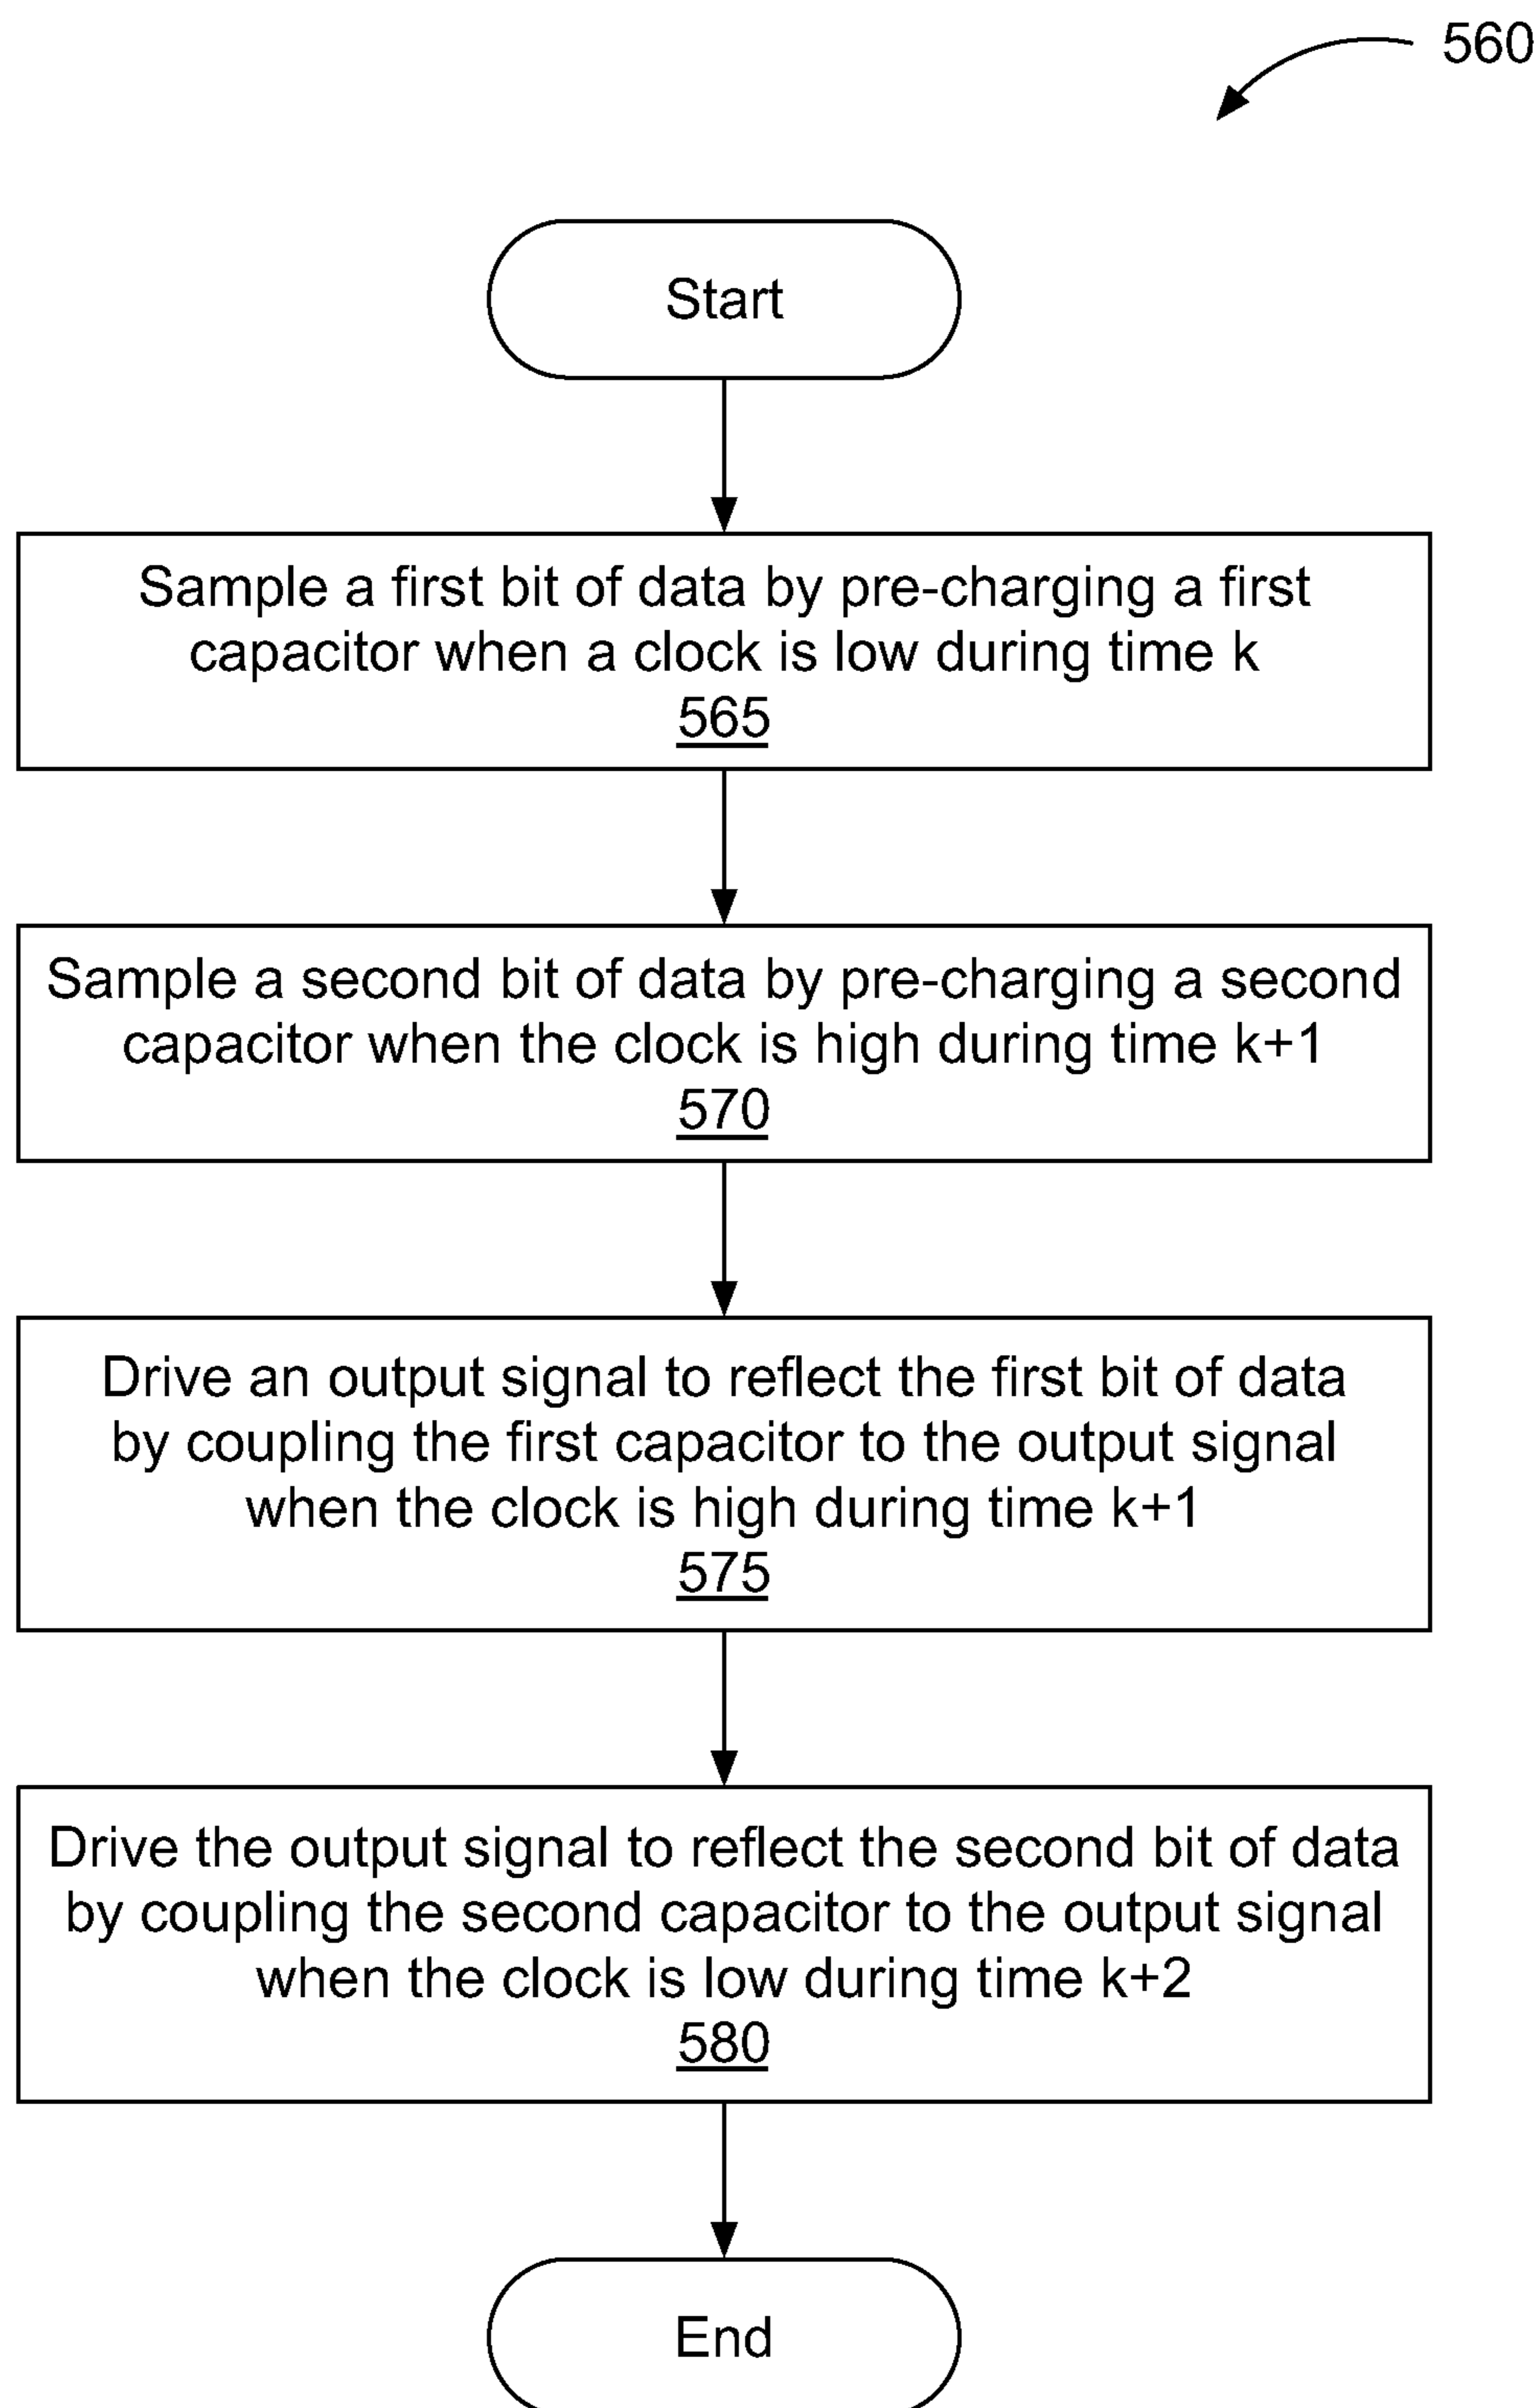 560
Start
Sample a first bit of data by pre-charging a first
capacitor when a clock is low during time k
565
Sample a second bit of data by pre-charging a second
capacitor when the clock is high during time k+1
570
Drive an output signal to reflect the first bit of data
by coupling the first capacitor to the output signal
when the clock is high during time k+1
575
Drive the output signal to reflect the second bit of data
by coupling the second capacitor to the output signal
when the clock is low during time k+2
580
End